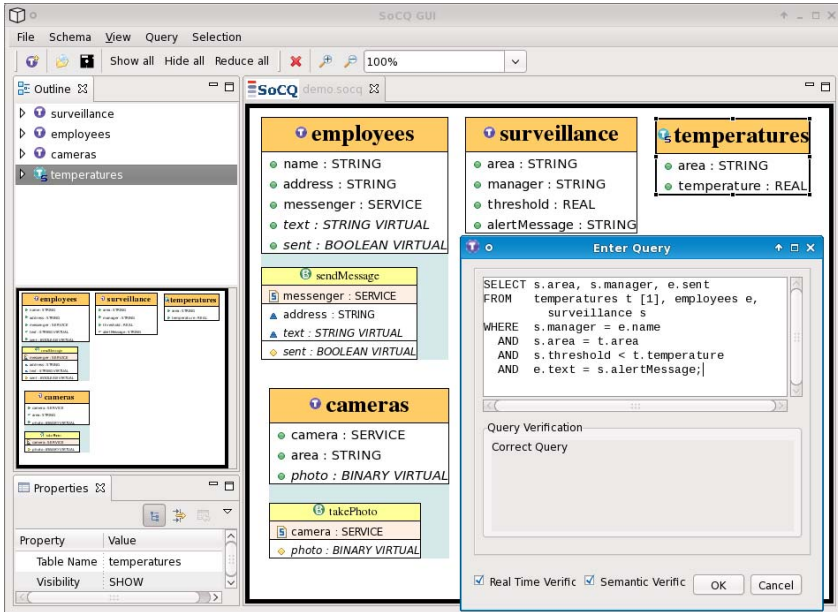 SoCQ GUI
File Schema View Query Selection
Show all Hide all Reduce all 100%
Outline
surveillance
employees
cameras
temperatures
SoCQ demo.socq
employees
name : STRING
address : STRING
messenger : SERVICE
text : STRING VIRTUAL
sent : BOOLEAN VIRTUAL
sendMessage
messenger : SERVICE
address : STRING
text : STRING VIRTUAL
sent : BOOLEAN VIRTUAL
surveillance
area : STRING
manager : STRING
threshold : REAL
alertMessage : STRING
temperatures
area : STRING
temperature : REAL
cameras
camera : SERVICE
area : STRING
photo : BINARY VIRTUAL
takePhoto
camera : SERVICE
photo : BINARY VIRTUAL
Enter Query
SELECT s.area, s.manager, e.sent
FROM temperatures t [1], employees e,
surveillance s
WHERE s.manager = e.name
AND s.area = t.area
AND s.threshold < t.temperature
AND e.text = s.alertMessage;
Query Verification
Correct Query
Real Time Verific Semantic Verific OK Cancel
employees surveillance temperatures
cameras
Properties
Property Value
Table Name temperatures
Visibility SHOW